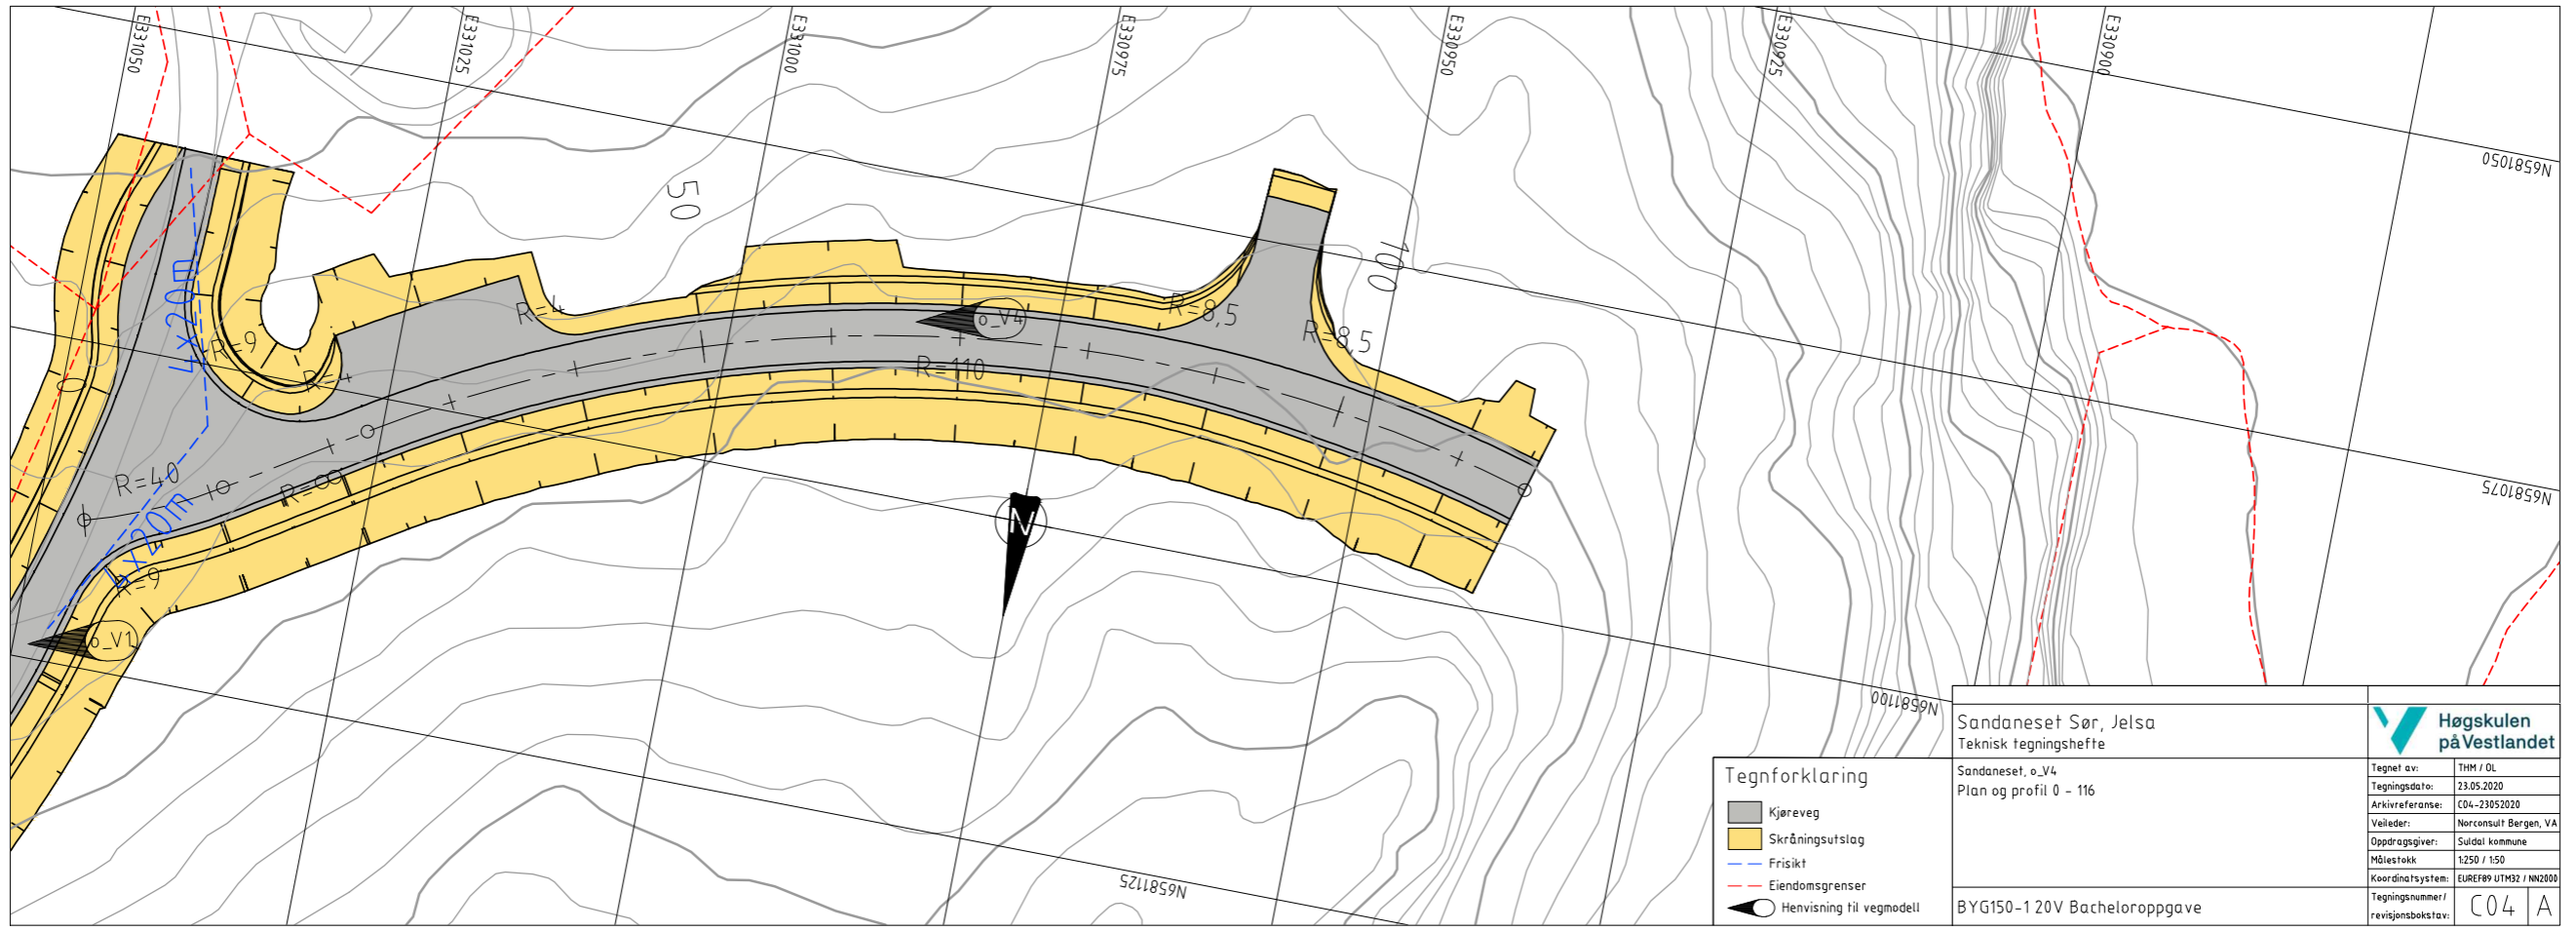 E331050
E331025
E331000
E330975
E330950
E330925
E330900
N6581050
N6581075
N6581100
N6581125
50
100
0
4x20m
R=9
R=4
R=4
o_V4
R=110
R=8,5
R=8,5
R=40
R=60
4x20m
R=9
o_V1
N
Tegnforklaring
Kjøreveg
Skråningsutslag
Frisikt
Eiendomsgrenser
Henvisning til vegmodell
Sandaneset Sør, Jelsa
Teknisk tegningshefte
Sandaneset, o_V4
Plan og profil 0 - 116
BYG150-1 20V Bacheloroppgave
Høgskulen
på Vestlandet
Tegnet av: THM / OL
Tegningsdato: 23.05.2020
Arkivreferanse: C04-23052020
Veileder: Norconsult Bergen, VA
Oppdragsgiver: Suldal kommune
Målestokk 1:250 / 1:50
Koordinatsystem: EUREF89 UTM32 / NN2000
Tegningsnummer/
revisjonsbokstav: C04 A